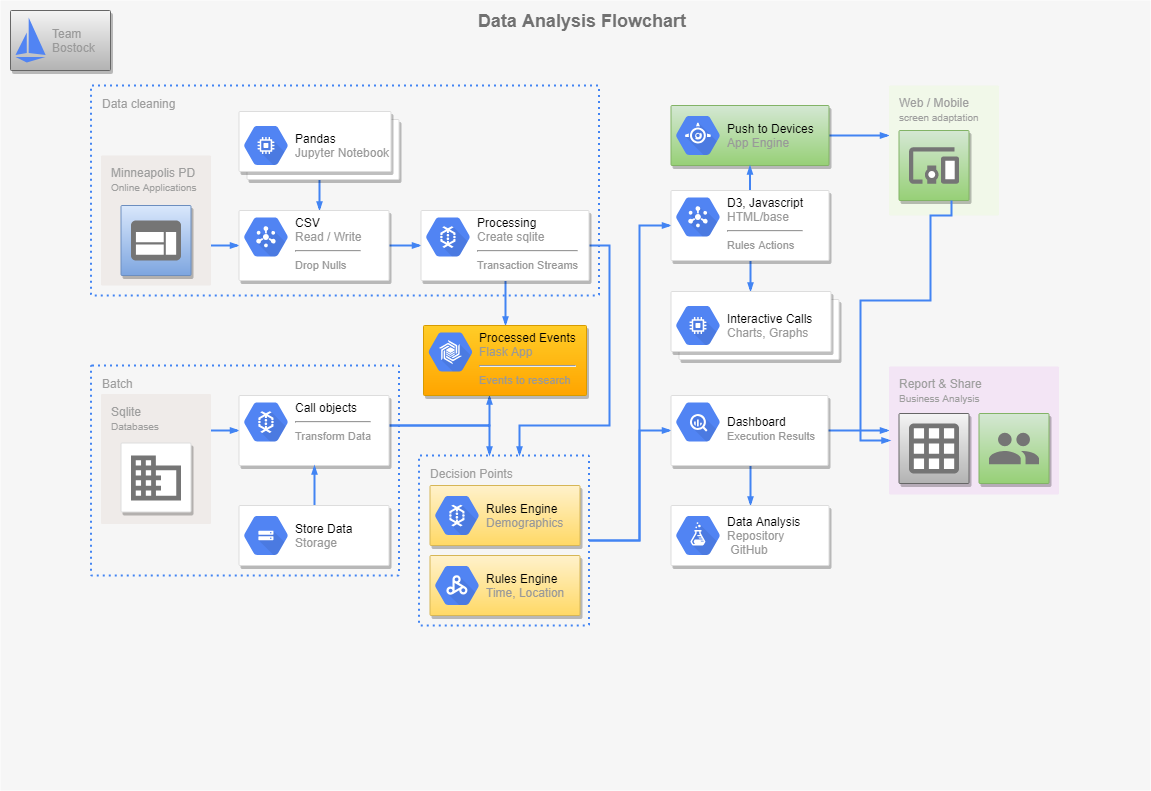 Data Analysis Flowchart
Team
Bostock
Data cleaning
Pandas
Jupyter Notebook
Minneapolis PD
Online Applications
CSV
Read / Write
Drop Nulls
Processing
Create sqlite
Transaction Streams
Processed Events
Flask App
Events to research
Batch
Sqlite
Databases
Call objects
Transform Data
Store Data
Storage
Decision Points
Rules Engine
Demographics
Rules Engine
Time, Location
Push to Devices
App Engine
D3, Javascript
HTML/base
Rules Actions
Interactive Calls
Charts, Graphs
Dashboard
Execution Results
Data Analysis
Repository
GitHub
Web / Mobile
screen adaptation
Report & Share
Business Analysis